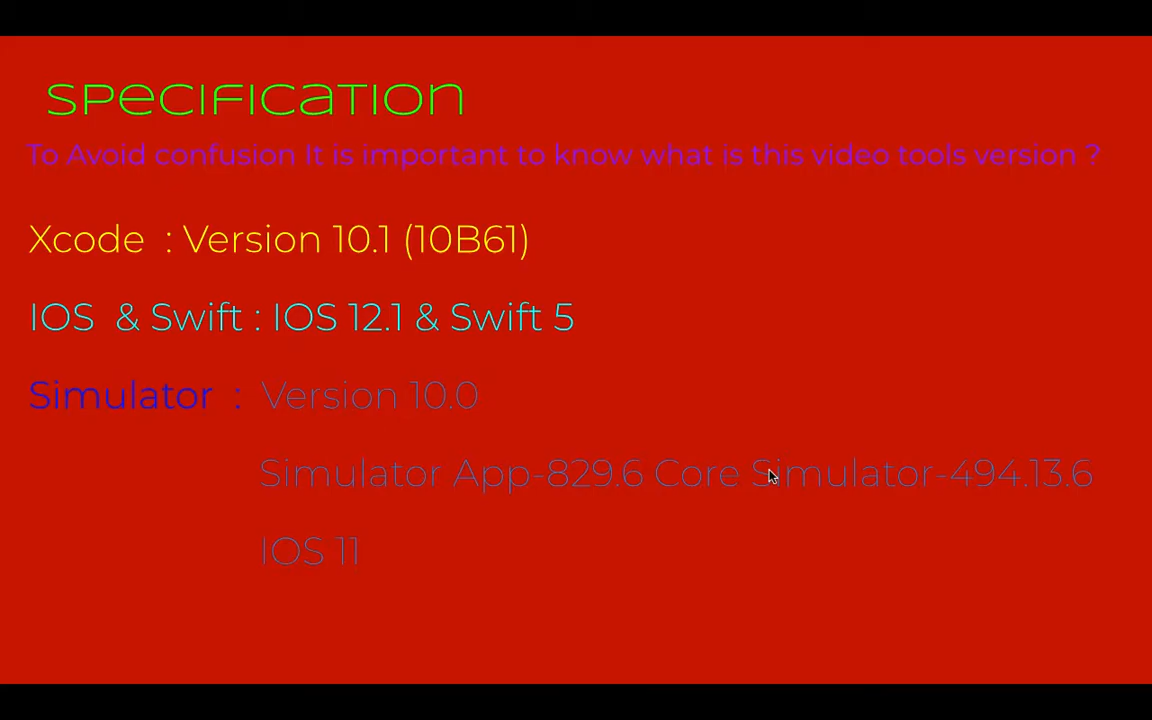 Specification
To Avoid confusion It is important to know what is this video tools version ?
Xcode : Version 10.1 (10B61)
IOS & Swift : IOS 12.1 & Swift 5
Simulator : Version 10.0
Simulator App-829.6 Core Simulator-494.13.6
IOS 11